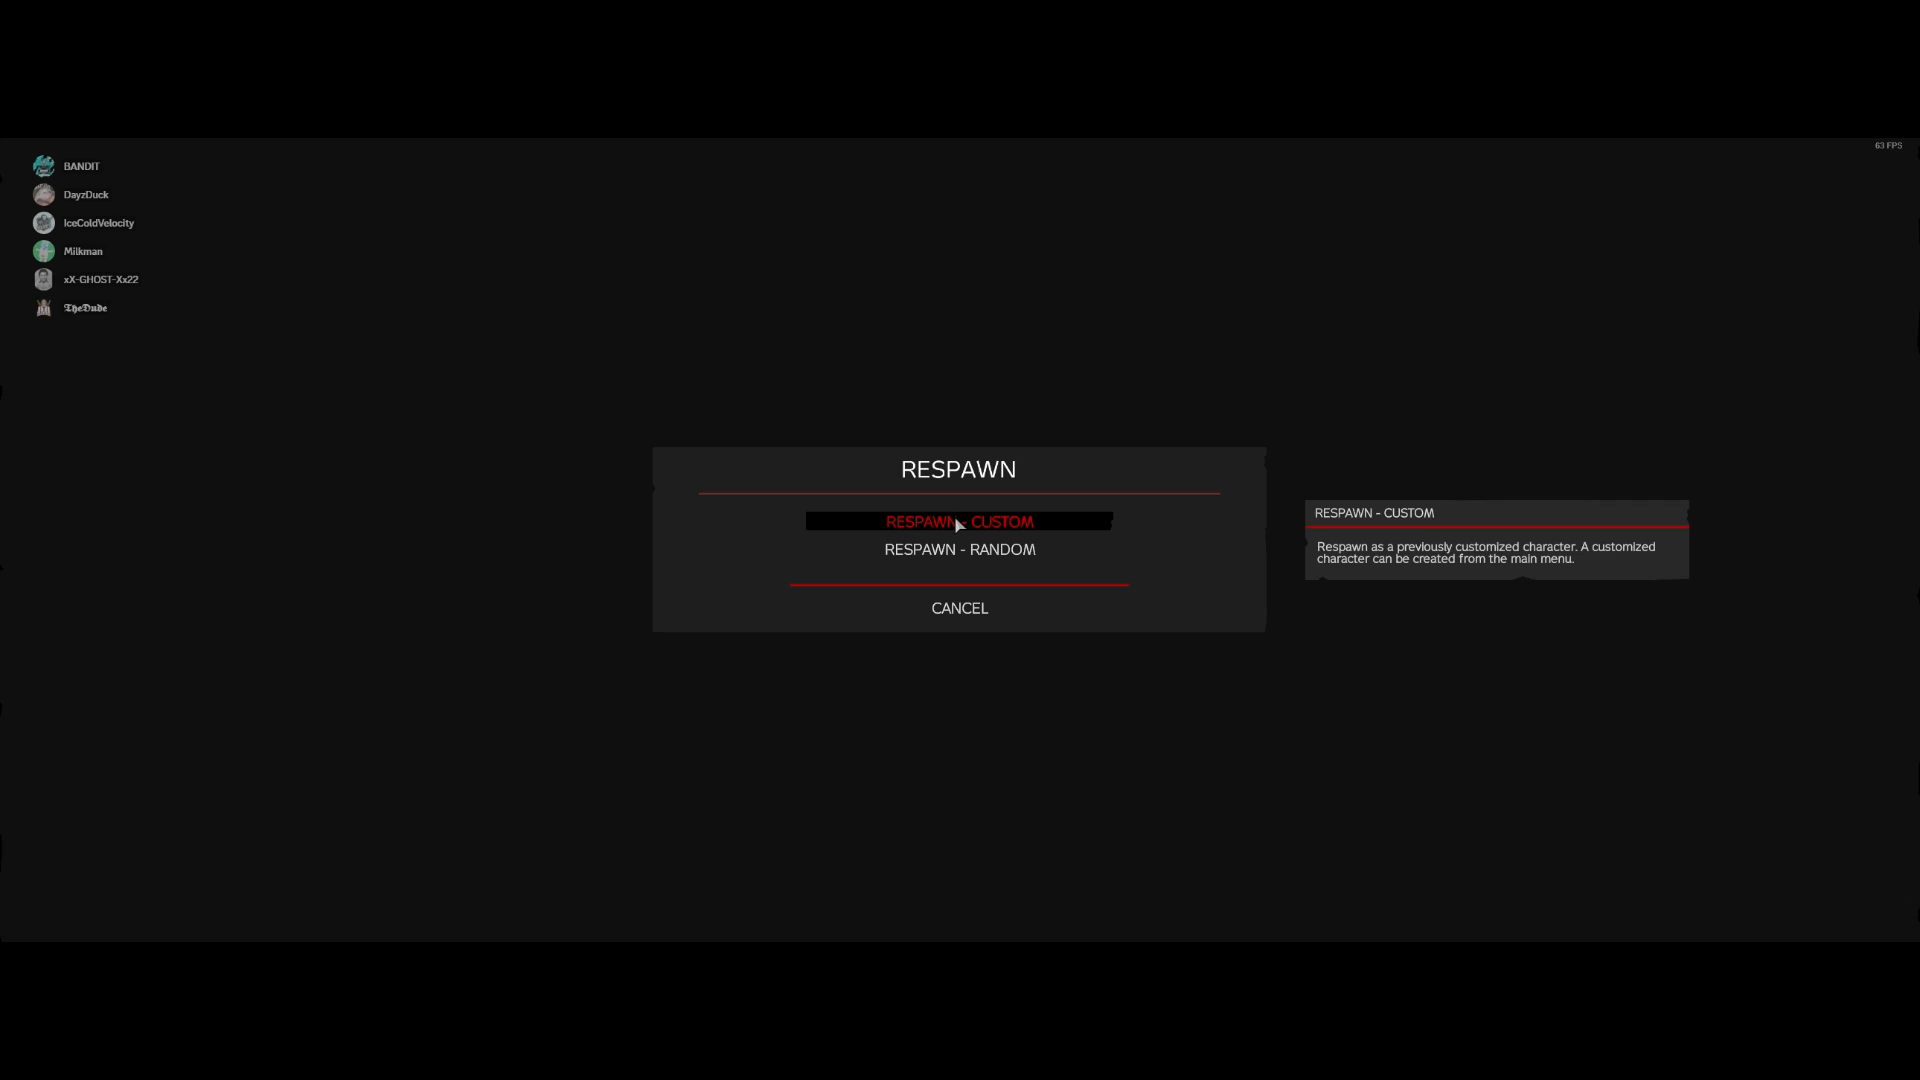 63 FPS
BANDIT
DayzDuck
IceColdVelocity
Milkman
xX-GHOST-Xx22
𝕿𝖍𝖊𝕯𝖚𝖉𝖊
RESPAWN
RESPAWN - CUSTOM
RESPAWN - RANDOM
CANCEL
RESPAWN - CUSTOM
Respawn as a previously customized character. A customized
character can be created from the main menu.